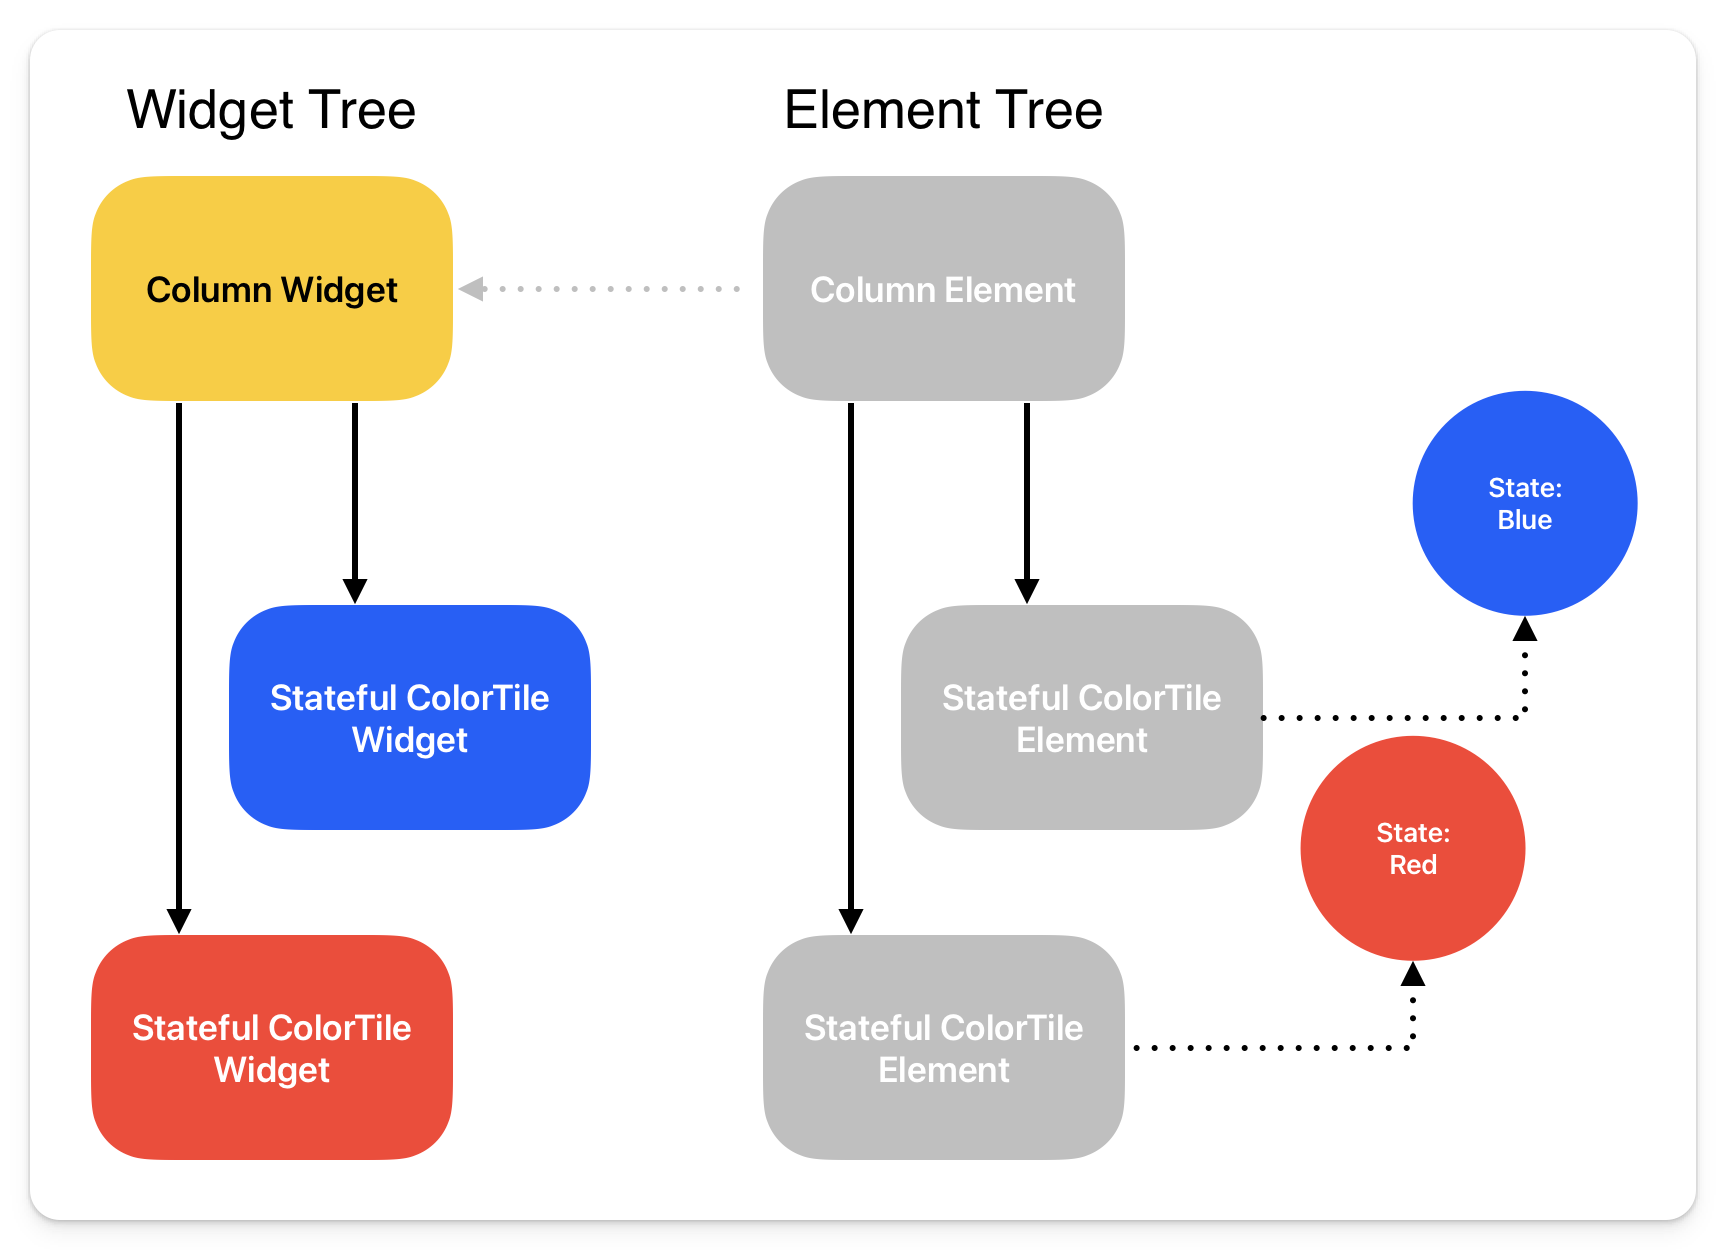 Widget Tree
Element Tree
Column Widget
Column Element
State:
Blue
Stateful ColorTile
Widget
Stateful ColorTile
Element
State:
Red
Stateful ColorTile
Widget
Stateful ColorTile
Element